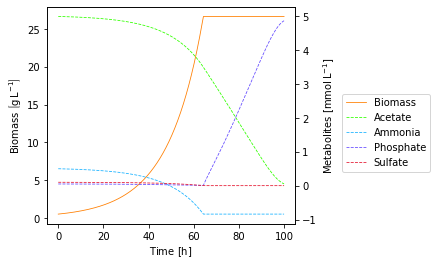 25
20
15
10
5
0
Biomass [g L⁻¹]
0
20
40
60
80
100
Time [h]
5
4
3
2
1
0
−1
Metabolites [mmol L⁻¹]
Biomass
Acetate
Ammonia
Phosphate
Sulfate